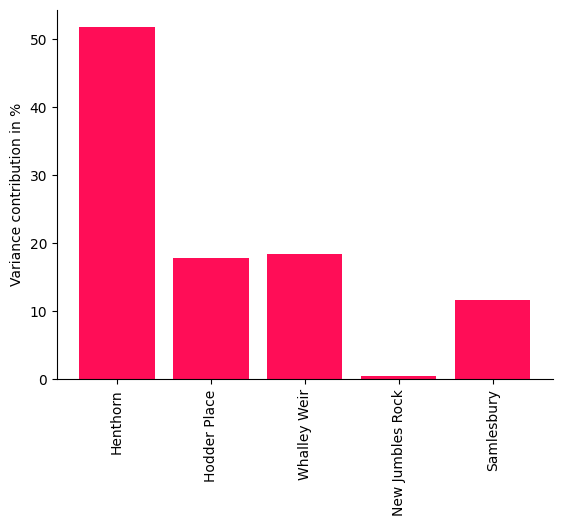 Variance contribution in %
50
40
30
20
10
0
Henthorn
Hodder Place
Whalley Weir
New Jumbles Rock
Samlesbury